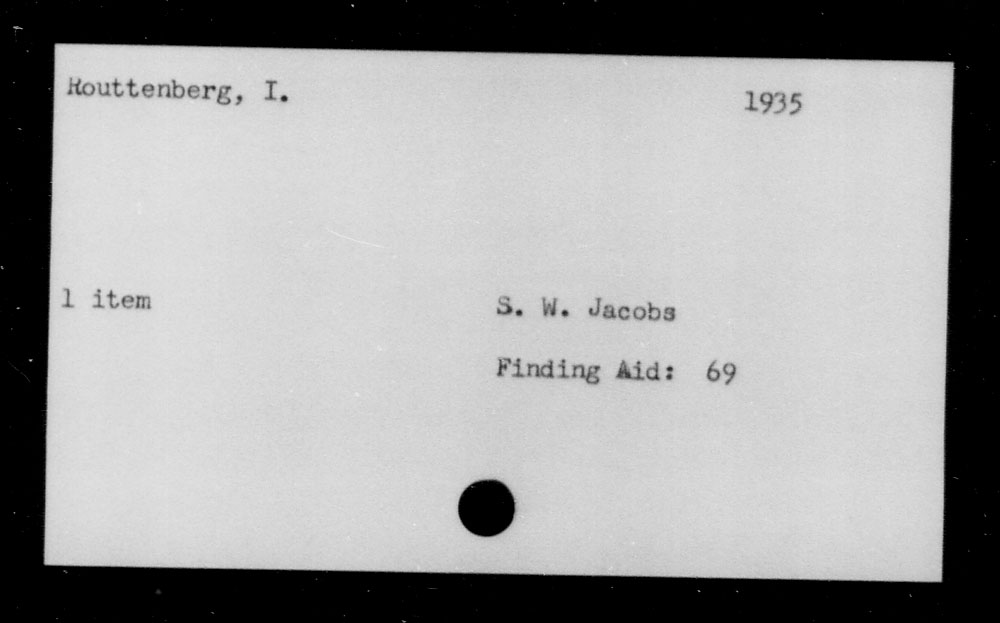 Routtenberg, I.
1935
1 item
S. W. Jacobs
Finding Aid: 69